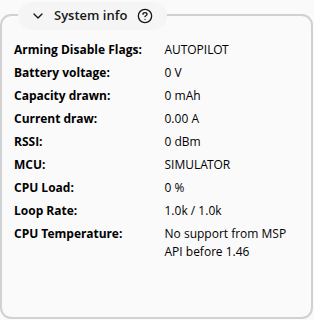 System info
Arming Disable Flags: AUTOPILOT
Battery voltage: 0 V
Capacity drawn: 0 mAh
Current draw: 0.00 A
RSSI: 0 dBm
MCU: SIMULATOR
CPU Load: 0 %
Loop Rate: 1.0k / 1.0k
CPU Temperature: No support from MSP
API before 1.46